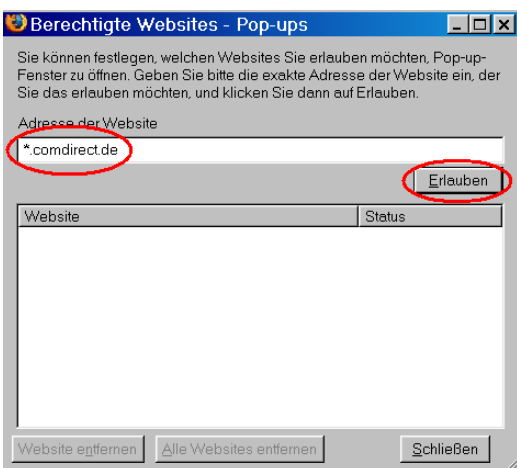 Berechtigte Websites - Pop-ups
Sie können festlegen, welchen Websites Sie erlauben möchten, Pop-up-
Fenster zu öffnen. Geben Sie bitte die exakte Adresse der Website ein, der
Sie das erlauben möchten, und klicken Sie dann auf Erlauben.
Adresse der Website
*.comdirect.de
Erlauben
Website Status
Website entfernen Alle Websites entfernen Schließen